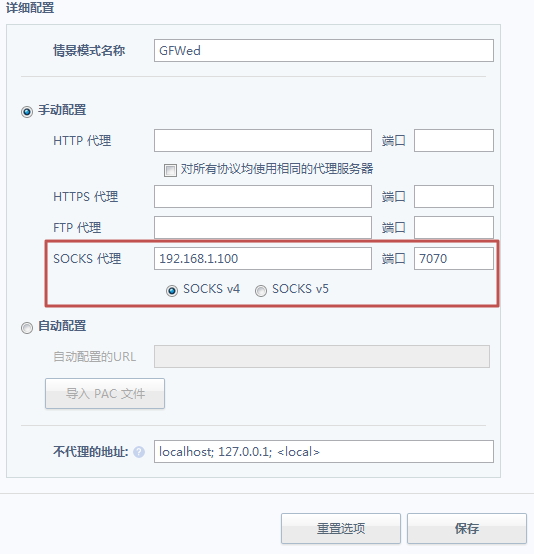 详细配置
情景模式名称 GFWed
手动配置
HTTP 代理 端口
对所有协议均使用相同的代理服务器
HTTPS 代理 端口
FTP 代理 端口
SOCKS 代理 192.168.1.100 端口 7070
SOCKS v4 SOCKS v5
自动配置
自动配置的URL
导入 PAC 文件
不代理的地址: ? localhost; 127.0.0.1; <local>
重置选项 保存